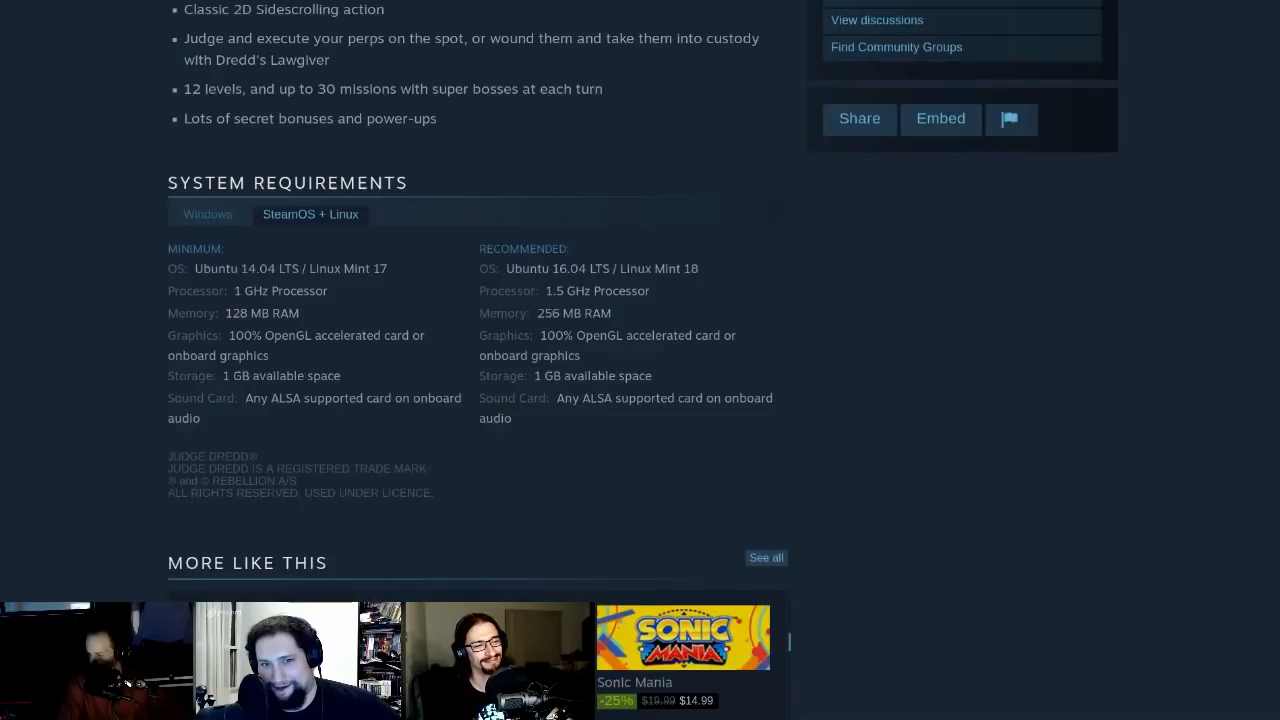 Classic 2D Sidescrolling action
Judge and execute your perps on the spot, or wound them and take them into custody
with Dredd's Lawgiver
12 levels, and up to 30 missions with super bosses at each turn
Lots of secret bonuses and power-ups
View discussions
Find Community Groups
Share Embed
SYSTEM REQUIREMENTS
Windows SteamOS + Linux
MINIMUM:
OS: Ubuntu 14.04 LTS / Linux Mint 17
Processor: 1 GHz Processor
Memory: 128 MB RAM
Graphics: 100% OpenGL accelerated card or
onboard graphics
Storage: 1 GB available space
Sound Card: Any ALSA supported card on onboard
audio
RECOMMENDED:
OS: Ubuntu 16.04 LTS / Linux Mint 18
Processor: 1.5 GHz Processor
Memory: 256 MB RAM
Graphics: 100% OpenGL accelerated card or
onboard graphics
Storage: 1 GB available space
Sound Card: Any ALSA supported card on onboard
audio
JUDGE DREDD®
JUDGE DREDD IS A REGISTERED TRADE MARK
® and © REBELLION A/S
ALL RIGHTS RESERVED. USED UNDER LICENCE.
MORE LIKE THIS
See all
SONIC
MANIA
Sonic Mania
-25% $19.99 $14.99